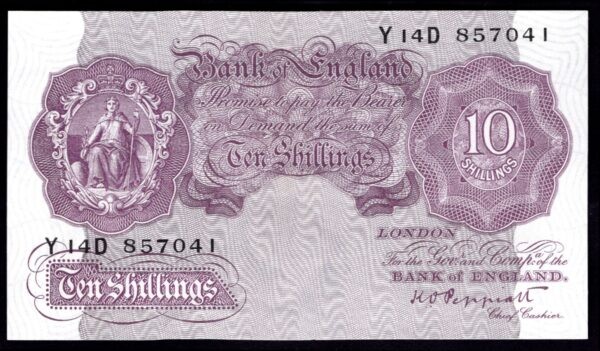 Y 14D 857041
Bank of England
Promise to pay the Bearer
on Demand the sum of
Ten Shillings
10
SHILLINGS
LONDON
For the Gov: and Comp.a of the
BANK of ENGLAND.
Y 14D 857041
Ten Shillings
K O Peppiatt
Chief Cashier.